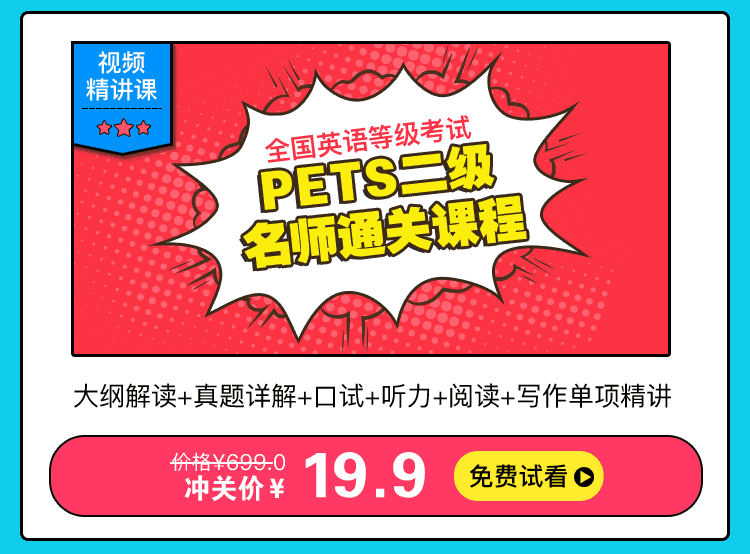 视频
精讲课
全国英语等级考试
PETS二级
名师通关课程
大纲解读+真题详解+口试+听力+阅读+写作单项精讲
价格¥699.0
冲关价¥ 19.9 免费试看